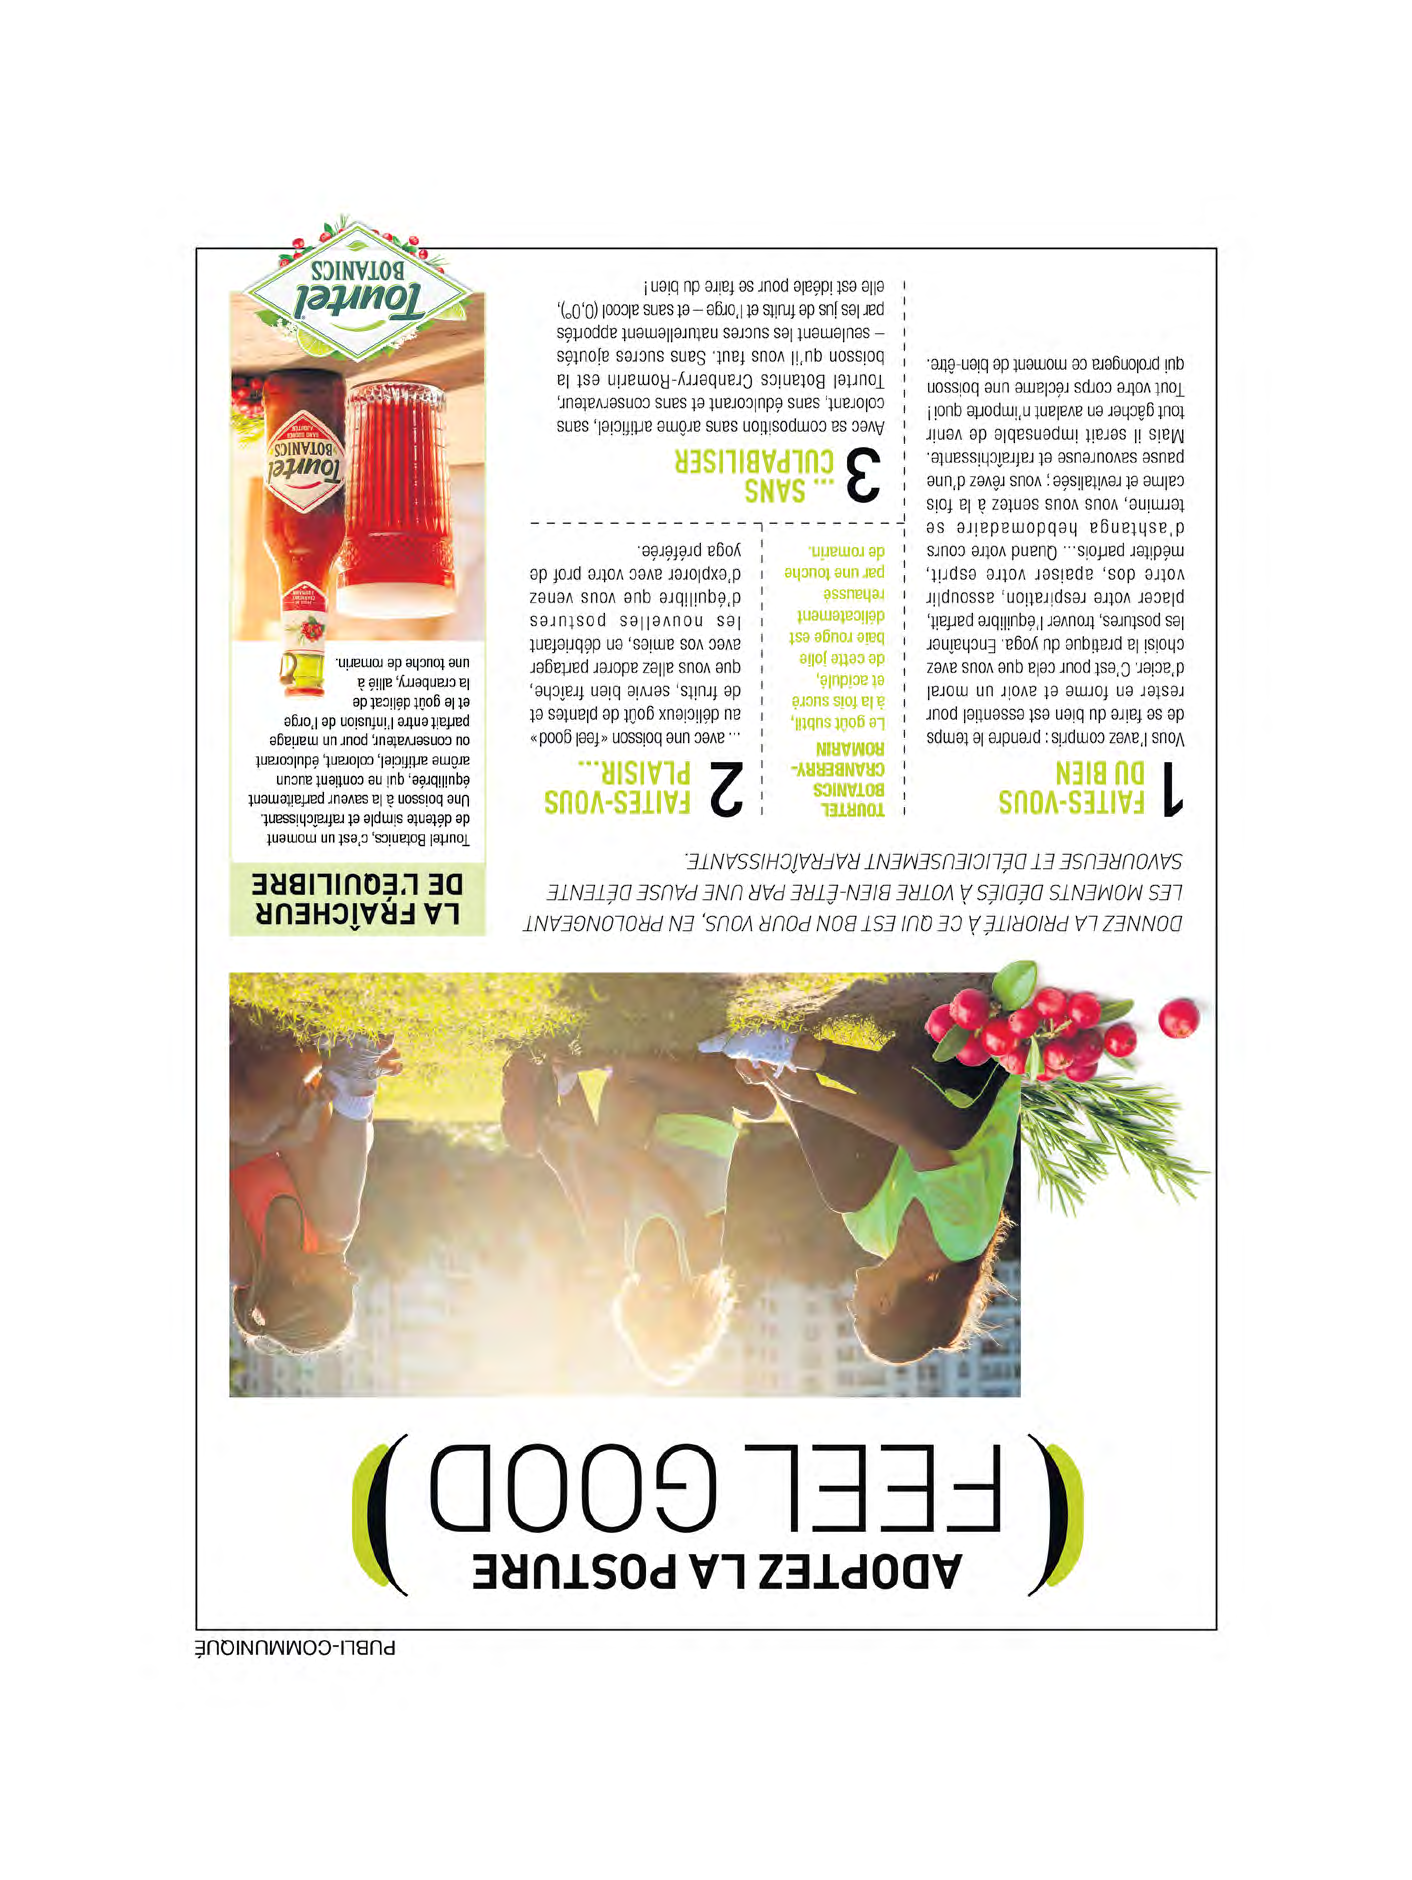 PUBLI-COMMUNIQUÉ
ADOPTEZ LA POSTURE
FEEL GOOD
DONNEZ LA PRIORITÉ À CE QUI EST BON POUR VOUS, EN PROLONGEANT
LES MOMENTS DÉDIÉS À VOTRE BIEN-ÊTRE PAR UNE PAUSE DÉTENTE
SAVOUREUSE ET DÉLICIEUSEMENT RAFRAÎCHISSANTE.
1 FAITES-VOUS
DU BIEN
Vous l'avez compris : prendre le temps
de se faire du bien est essentiel pour
rester en forme et avoir un moral
d'acier. C'est pour cela que vous avez
choisi la pratique du yoga. Enchaîner
les postures, trouver l'équilibre parfait,
placer votre respiration, assouplir
votre dos, apaiser votre esprit,
méditer parfois... Quand votre cours
d'ashtanga hebdomadaire se
termine, vous vous sentez à la fois
calme et revitalisée ; vous rêvez d'une
pause savoureuse et rafraîchissante.
Mais il serait impensable de venir
tout gâcher en avalant n'importe quoi !
Tout votre corps réclame une boisson
qui prolongera ce moment de bien-être.
TOURTEL
BOTANICS
CRANBERRY-
ROMARIN
Le goût subtil,
à la fois sucré
et acidulé,
de cette jolie
baie rouge est
délicatement
rehaussé
par une touche
de romarin.
2 FAITES-VOUS
PLAISIR...
... avec une boisson « feel good »
au délicieux goût de plantes et
de fruits, servie bien fraîche,
que vous allez adorer partager
avec vos amies, en débriefant
les nouvelles postures
d'équilibre que vous venez
d'explorer avec votre prof de
yoga préférée.
3 ... SANS
CULPABILISER
Avec sa composition sans arôme artificiel, sans
colorant, sans édulcorant et sans conservateur,
Tourtel Botanics Cranberry-Romarin est la
boisson qu'il vous faut. Sans sucres ajoutés
– seulement les sucres naturellement apportés
par les jus de fruits et l'orge – et sans alcool (0,0°),
elle est idéale pour se faire du bien !
LA FRAÎCHEUR
DE L'ÉQUILIBRE
Tourtel Botanics, c'est un moment
de détente simple et rafraîchissant.
Une boisson à la saveur parfaitement
équilibrée, qui ne contient aucun
arôme artificiel, colorant, édulcorant
ou conservateur, pour un mariage
parfait entre l'infusion de l'orge
et le goût délicat de
la cranberry, allié à
une touche de romarin.
Tourtel
BOTANICS
SANS SUCRES
AJOUTÉS
Tourtel
BOTANICS